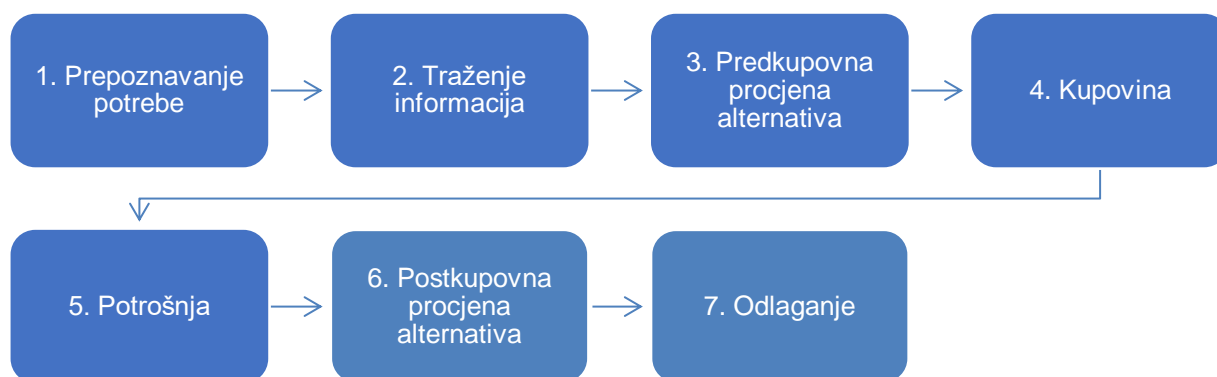 1. Prepoznavanje
potrebe
2. Traženje
informacija
3. Predkupovna
procjena
alternativa
4. Kupovina
5. Potrošnja
6. Postkupovna
procjena
alternativa
7. Odlaganje